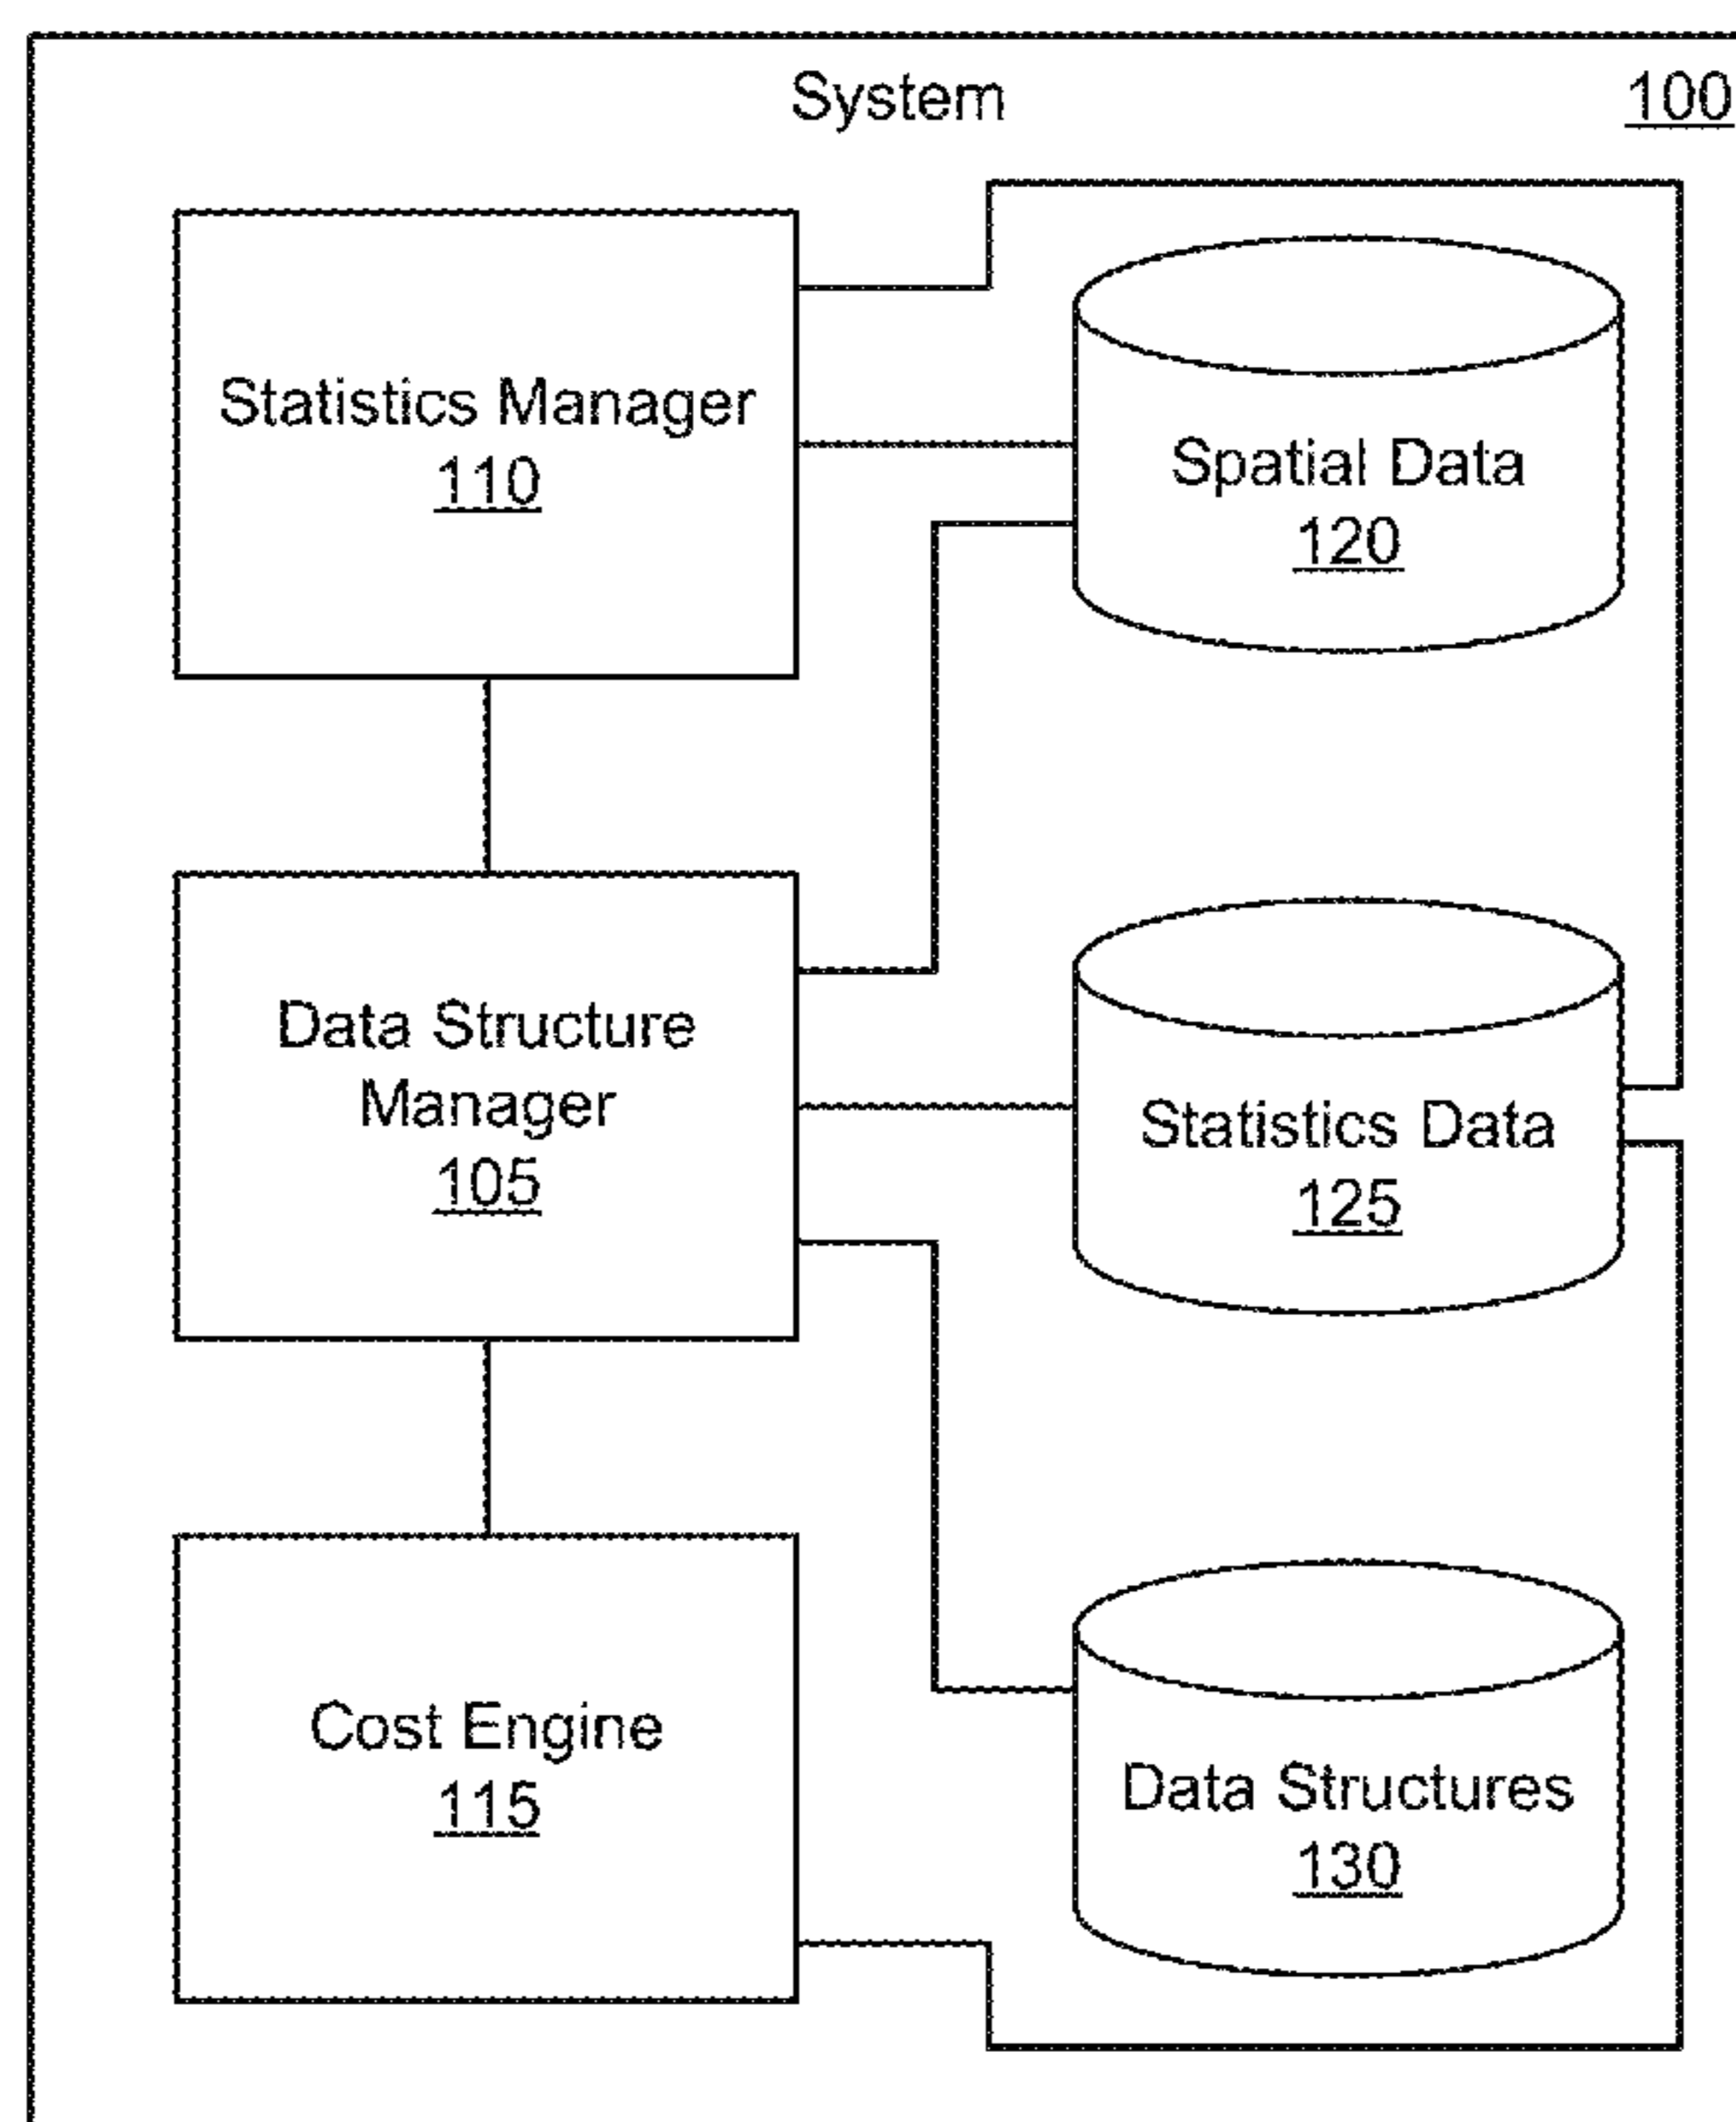 System
100
Statistics Manager
110
Spatial Data
120
Data Structure
Manager
105
Statistics Data
125
Cost Engine
115
Data Structures
130